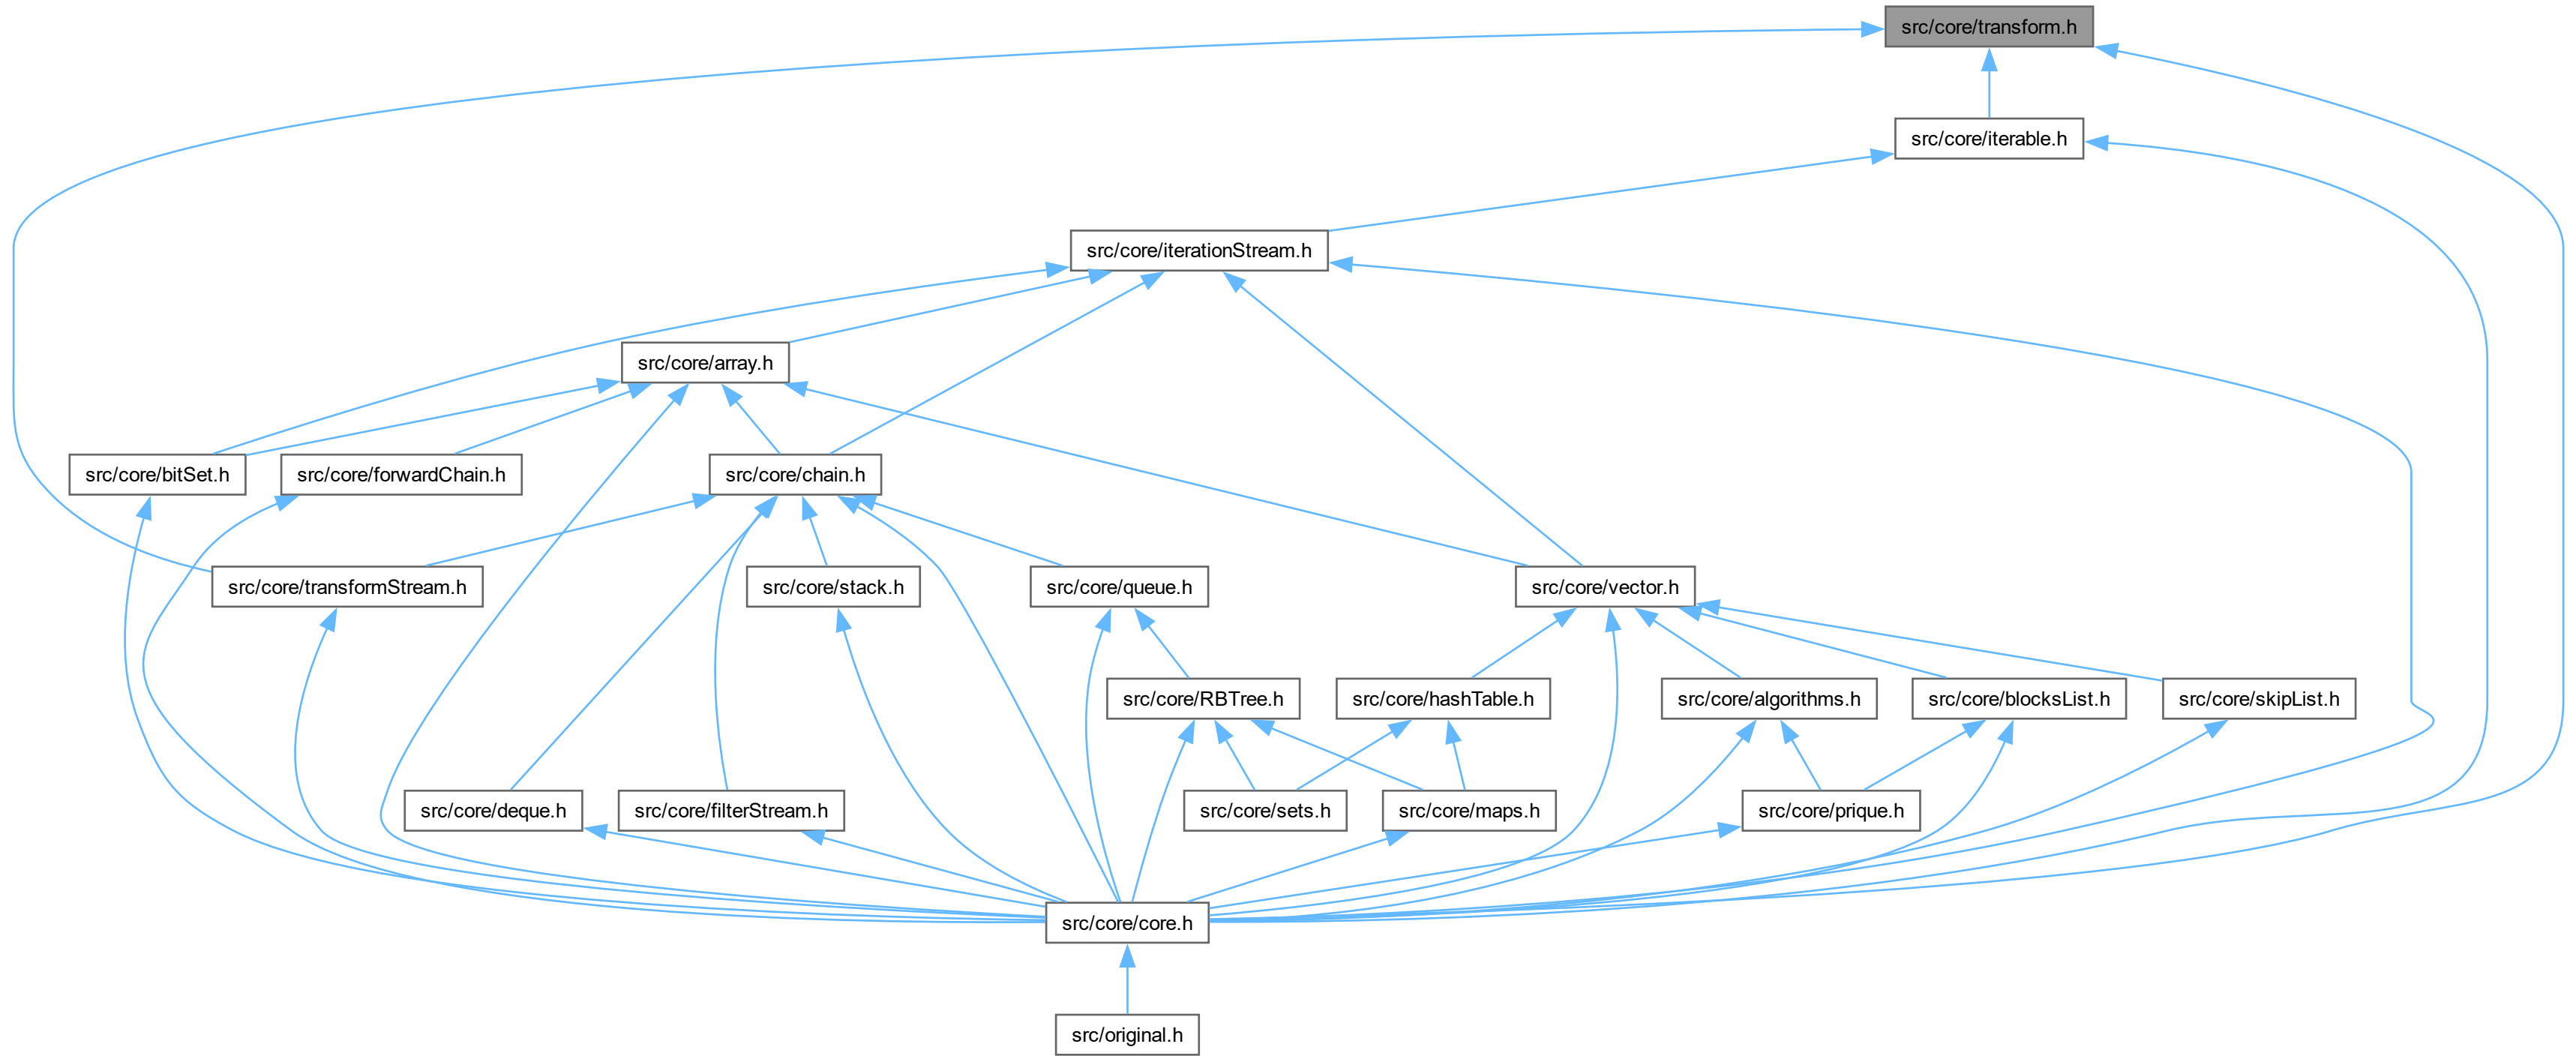 src/core/transform.h
src/core/iterable.h
src/core/iterationStream.h
src/core/array.h
src/core/bitSet.h
src/core/forwardChain.h
src/core/chain.h
src/core/transformStream.h
src/core/stack.h
src/core/queue.h
src/core/vector.h
src/core/RBTree.h
src/core/hashTable.h
src/core/algorithms.h
src/core/blocksList.h
src/core/skipList.h
src/core/deque.h
src/core/filterStream.h
src/core/sets.h
src/core/maps.h
src/core/prique.h
src/core/core.h
src/original.h